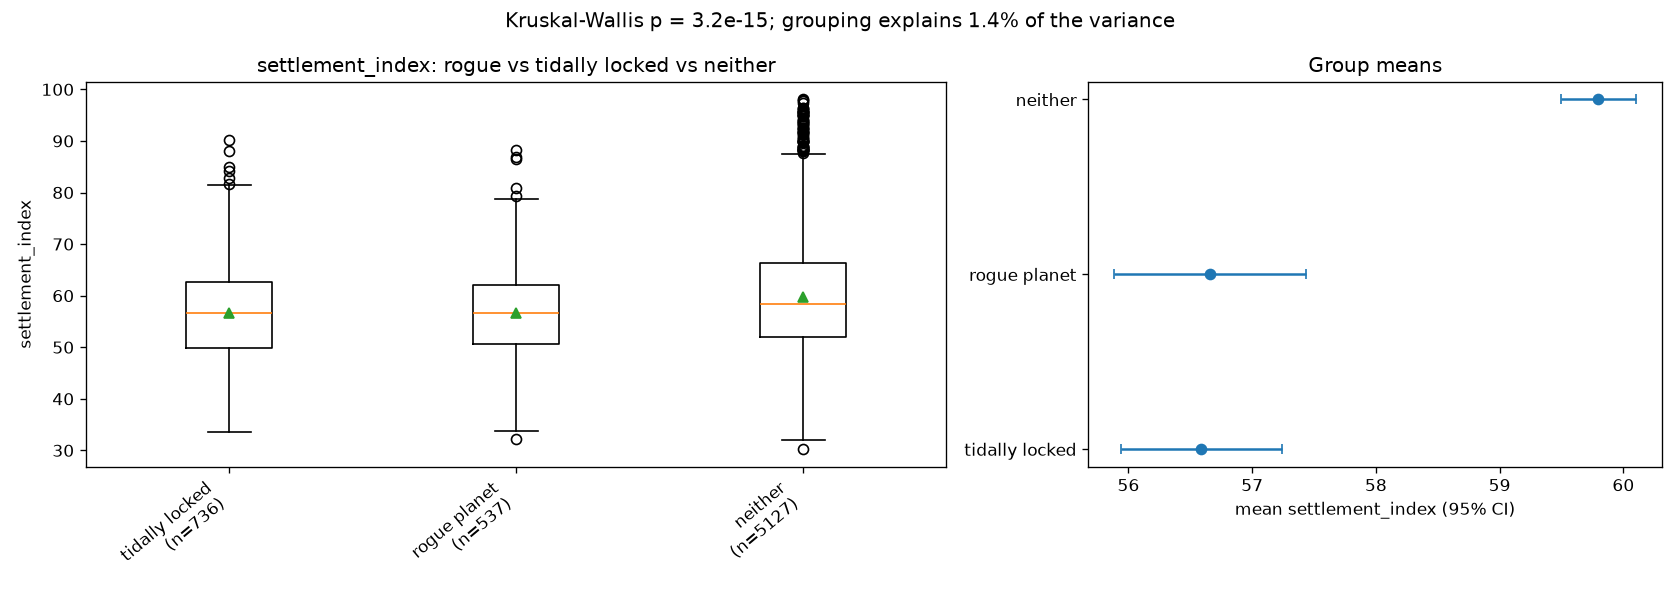 Kruskal-Wallis p = 3.2e-15; grouping explains 1.4% of the variance
settlement_index: rogue vs tidally locked vs neither
settlement_index
100
90
80
70
60
50
40
30
tidally locked
(n=736)
rogue planet
(n=537)
neither
(n=5127)
Group means
neither
rogue planet
tidally locked
56
57
58
59
60
mean settlement_index (95% CI)